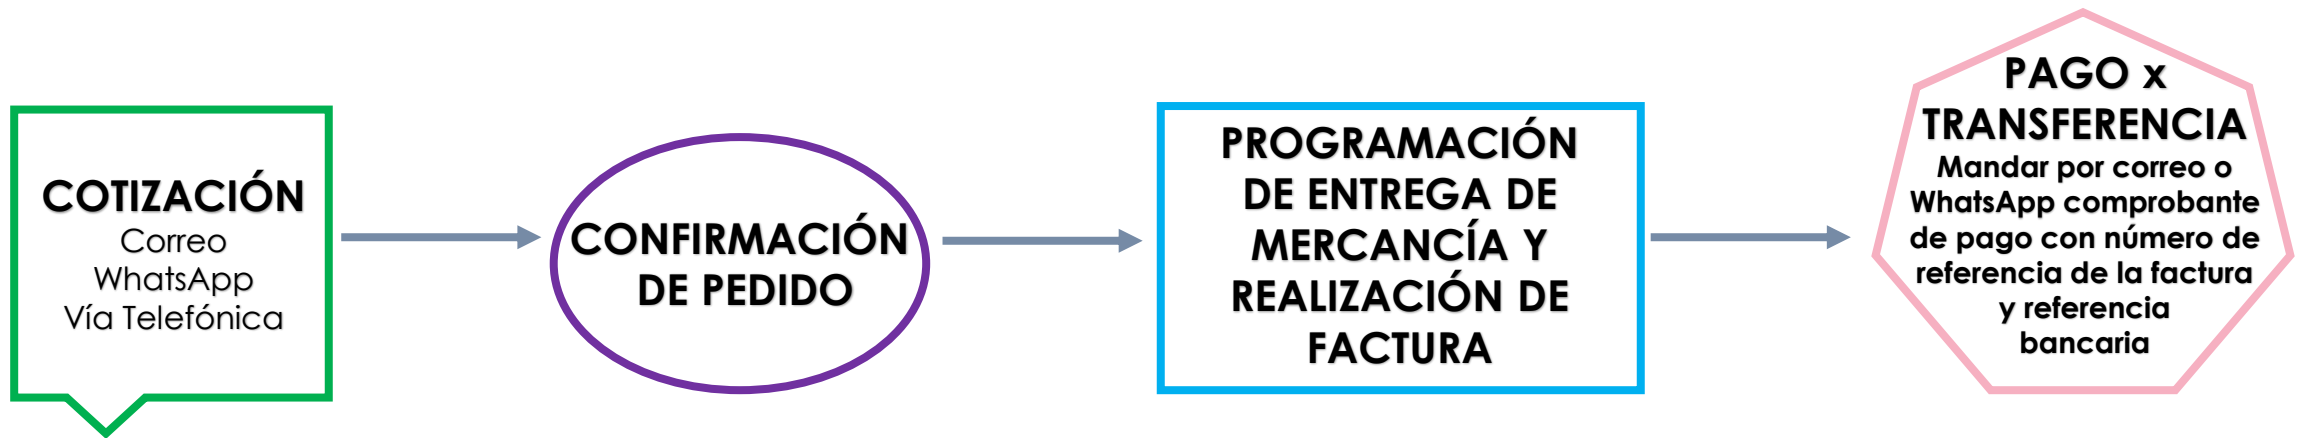 COTIZACIÓN
Correo
WhatsApp
Vía Telefónica
CONFIRMACIÓN
DE PEDIDO
PROGRAMACIÓN
DE ENTREGA DE
MERCANCÍA Y
REALIZACIÓN DE
FACTURA
PAGO x
TRANSFERENCIA
Mandar por correo o
WhatsApp comprobante
de pago con número de
referencia de la factura
y referencia
bancaria